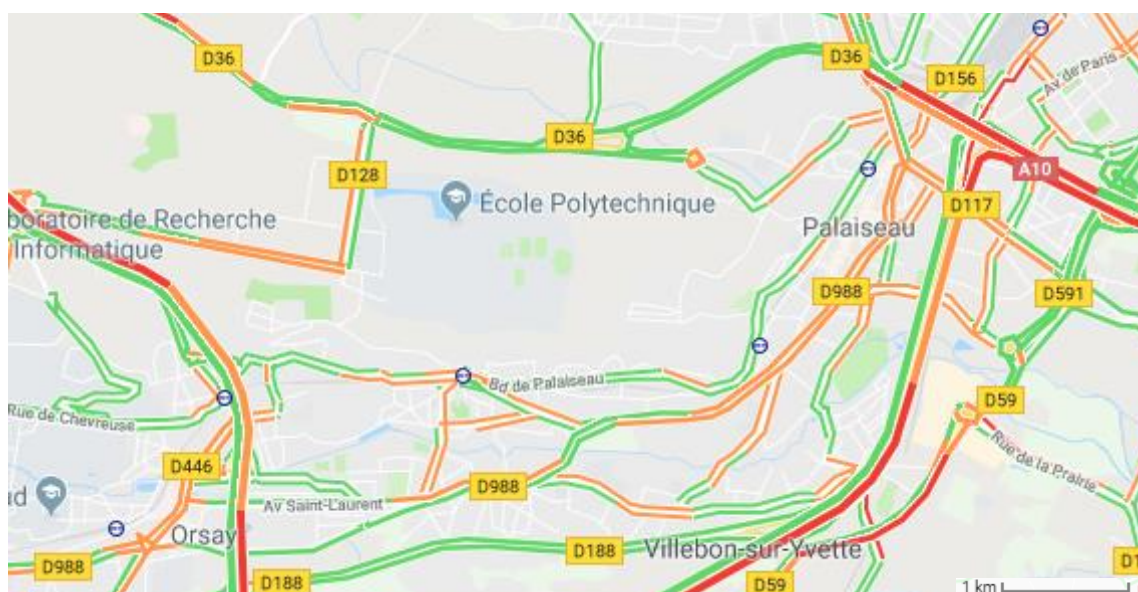 D36
D36
D156
Av de Paris
D36
D128
A10
École Polytechnique
D117
boratoire de Recherche
Informatique
Palaiseau
D988
D591
Bd de Palaiseau
D59
Rue de Chevreuse
Rue de la Prairie
D446
D988
ud
Av Saint-Laurent
Orsay
D188
Villebon-sur-Yvette
D988
D188
D59
D1
1 km